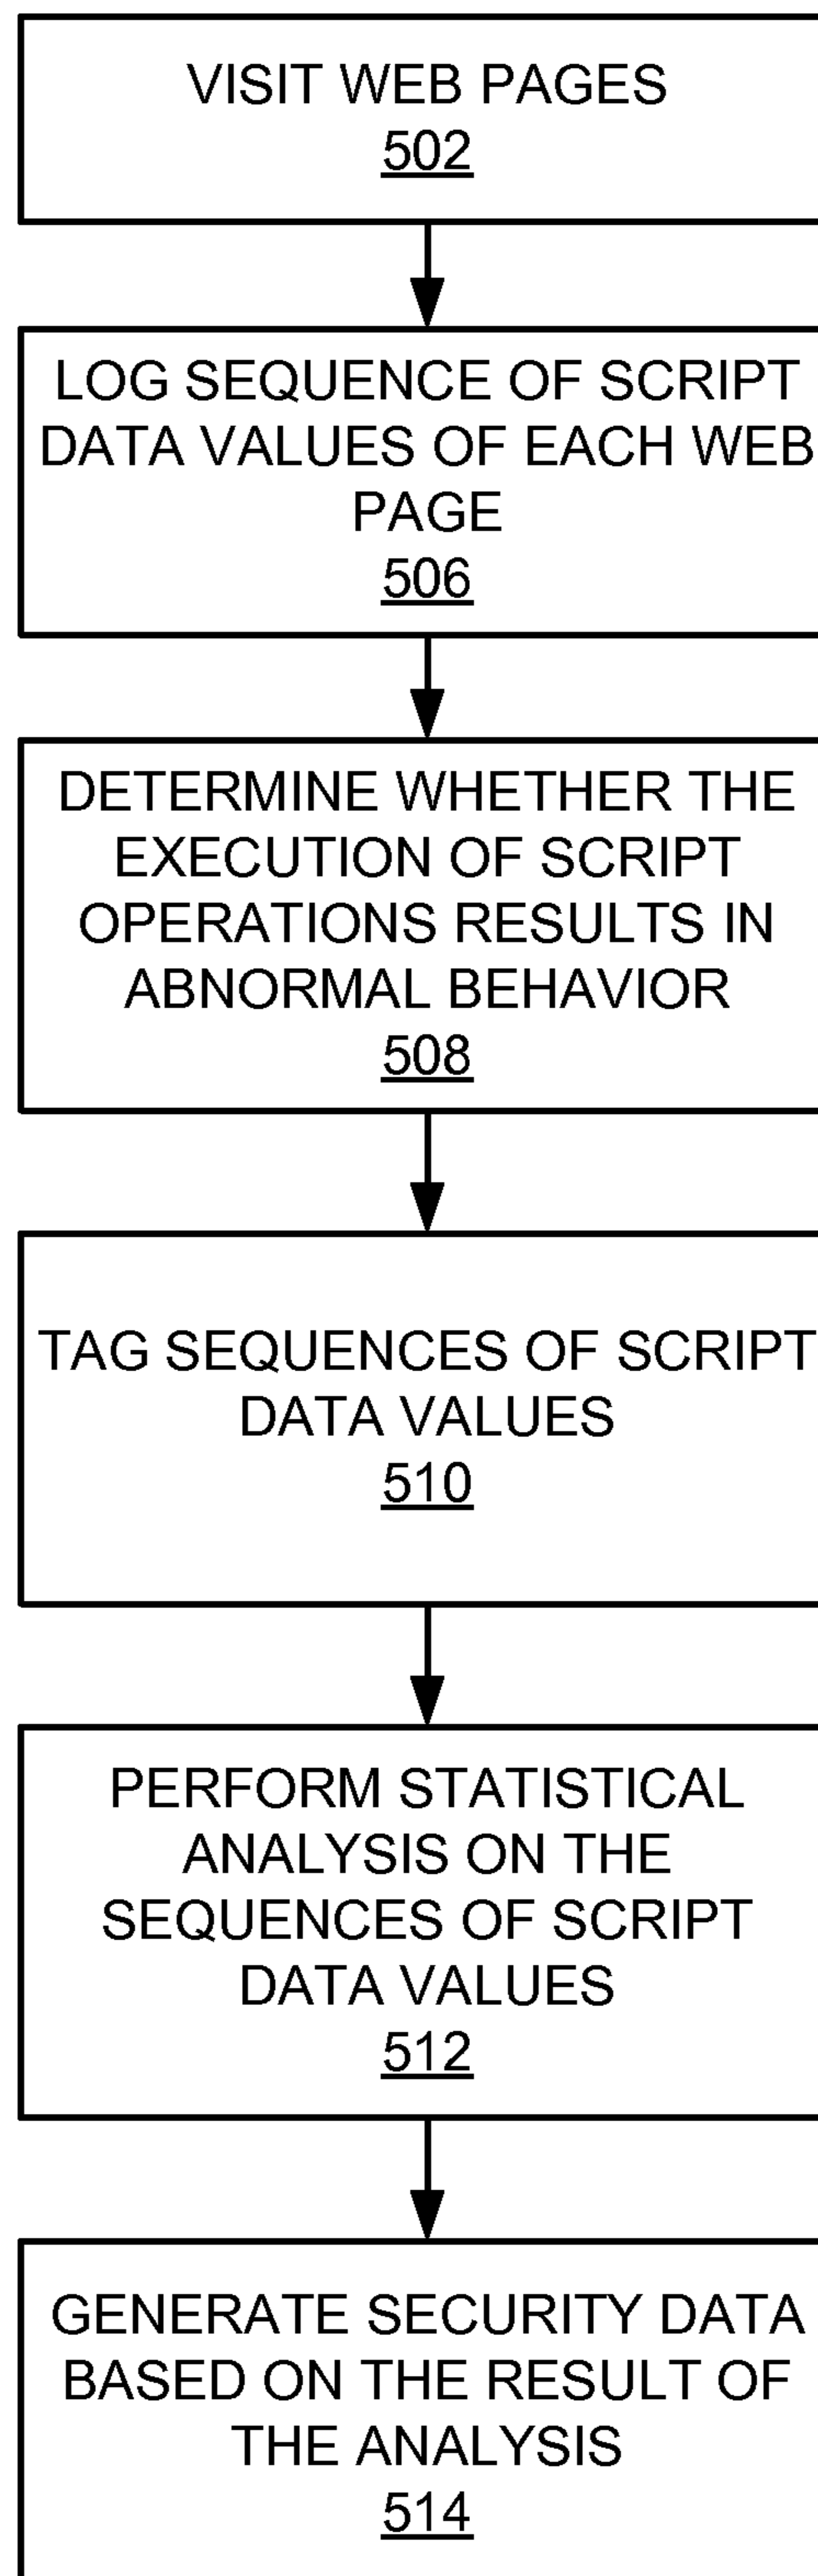 VISIT WEB PAGES
502
LOG SEQUENCE OF SCRIPT
DATA VALUES OF EACH WEB
PAGE
506
DETERMINE WHETHER THE
EXECUTION OF SCRIPT
OPERATIONS RESULTS IN
ABNORMAL BEHAVIOR
508
TAG SEQUENCES OF SCRIPT
DATA VALUES
510
PERFORM STATISTICAL
ANALYSIS ON THE
SEQUENCES OF SCRIPT
DATA VALUES
512
GENERATE SECURITY DATA
BASED ON THE RESULT OF
THE ANALYSIS
514